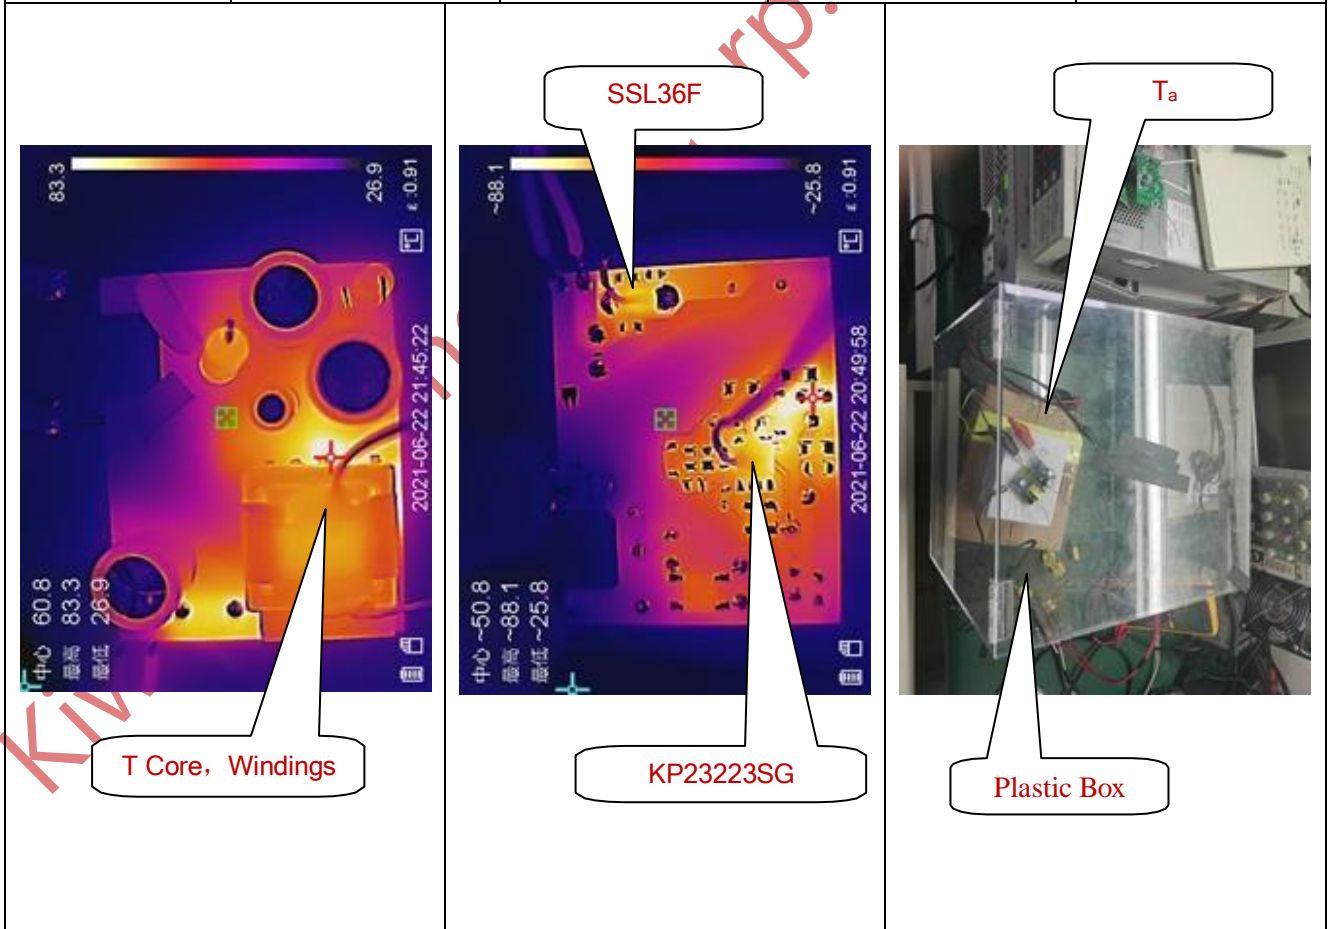 SSL36F
Ta
83.3
26.9
ε:0.91
℃
2021-06-22 21:45:22
中心 60.8
最高 83.3
最低 26.9
~88.1
~25.8
ε:0.91
℃
2021-06-22 20:49:58
中心 ~50.8
最高 ~88.1
最低 ~25.8
T Core，Windings
KP23223SG
Plastic Box